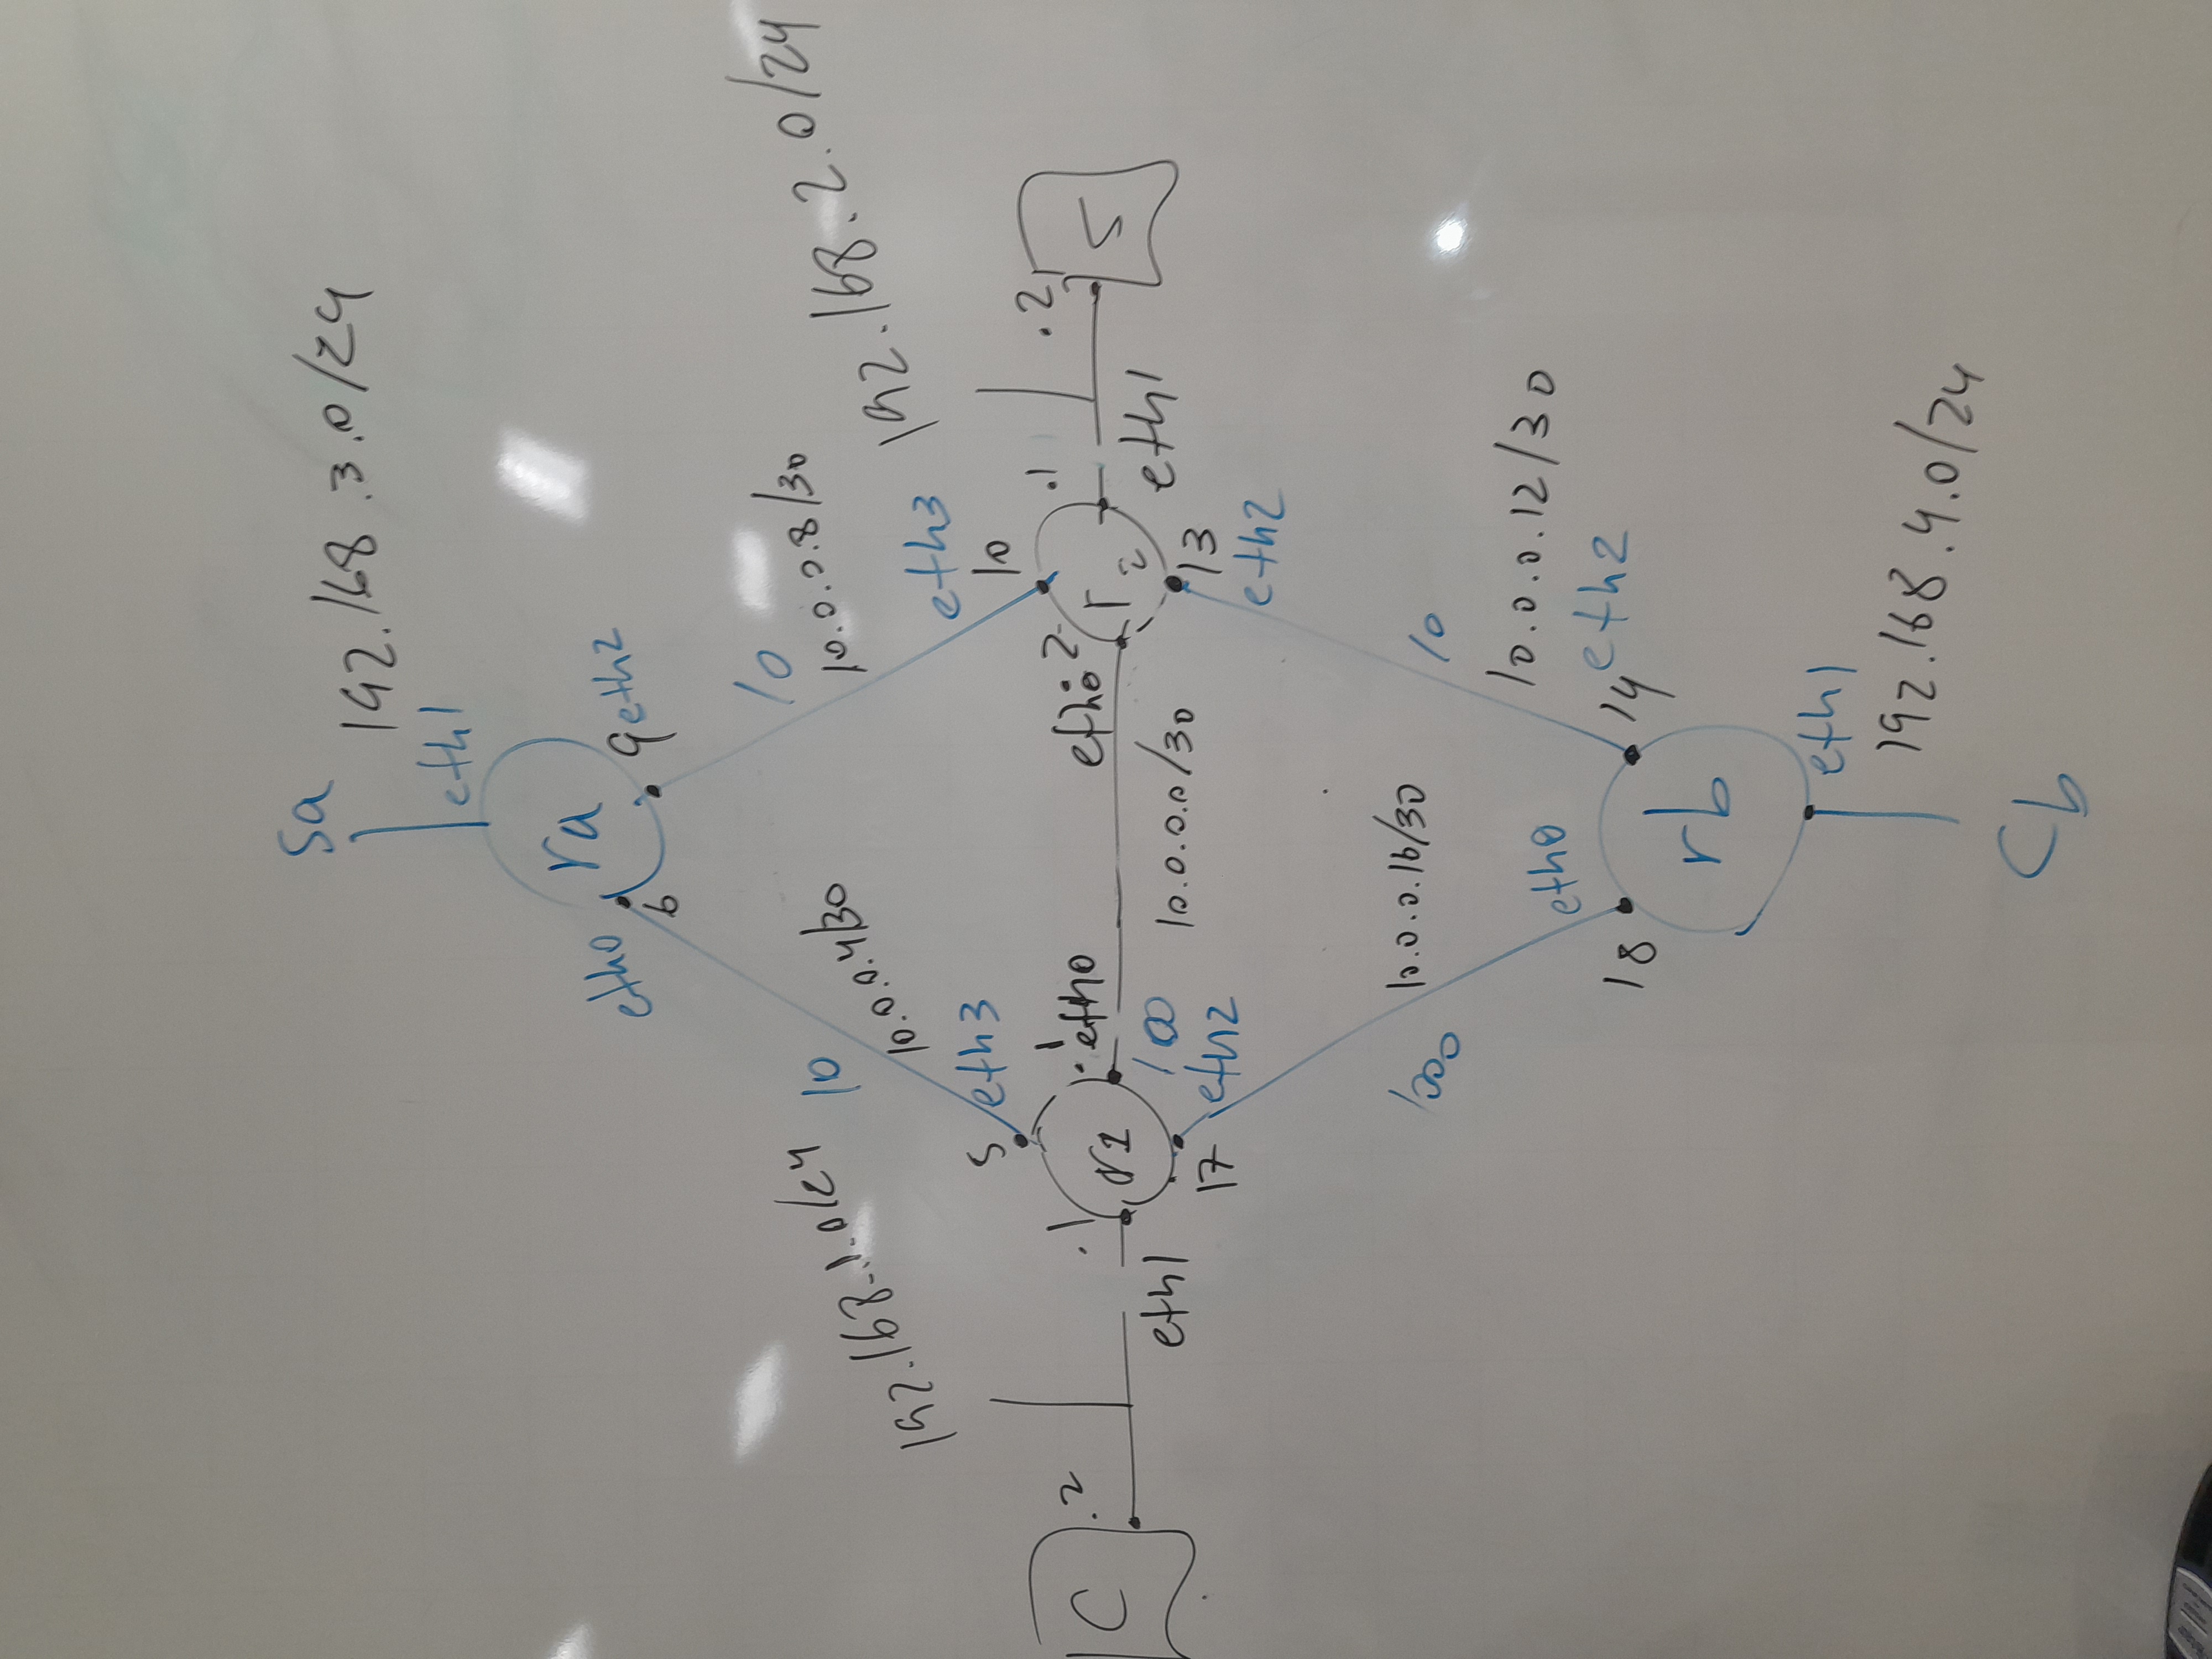 sa
192.168.3.0/24
eth1
ra
eth0
9 eth2
6
10
10
192.168.1.0/24
10.0.0.4/30
10.0.0.8/30
192.168.2.0/24
5 eth3
eth3
10
C
.2
.1
r1
.1
eth0
eth0
.2
r2
.1
.2
S
eth1
100
10.0.0.0/30
eth1
17 eth2
13
eth2
1000
10.0.0.16/30
10
10.0.0.12/30
eth0
18
14 eth2
rb
eth1
192.168.4.0/24
Cb